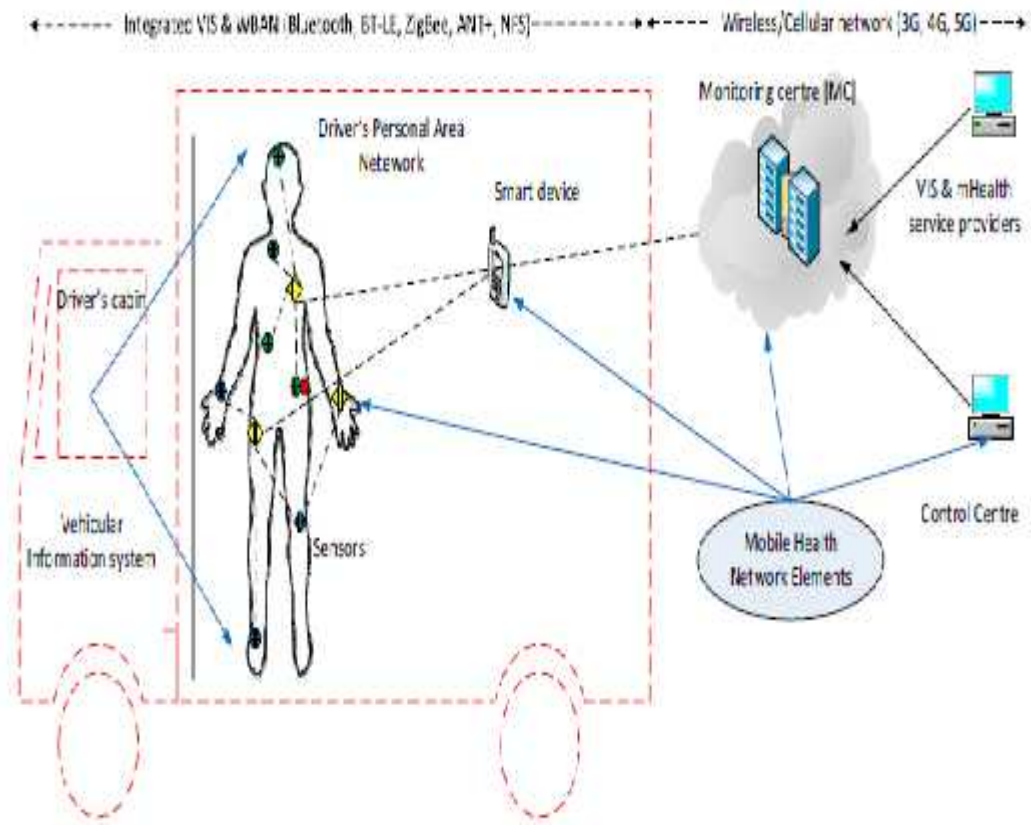 Integrated VIS & WBAN (Bluetooth, BT-LE, ZigBee, ANT+, NFS)
Wireless/Cellular network (3G, 4G, 5G)
Monitoring centre [MC]
Driver's Personal Area
Netework
Smart device
VIS & mHealth
service providers
Driver's cabin
Vehicular
Information system
Sensors
Control Centre
Mobile Health
Network Elements